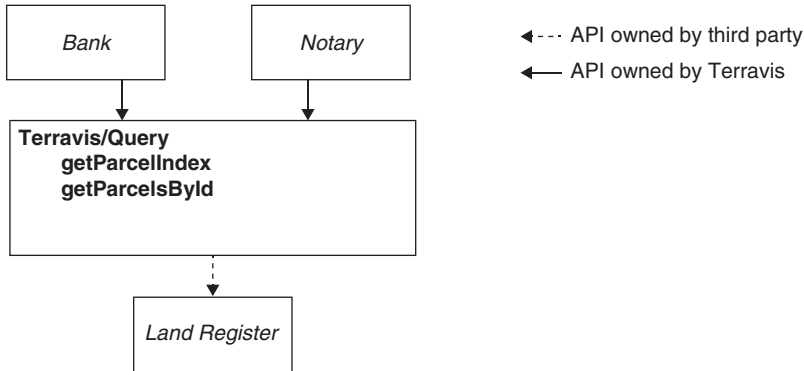 Bank
Notary
API owned by third party
API owned by Terravis
Terravis/Query
getParcelIndex
getParcelsById
Land Register